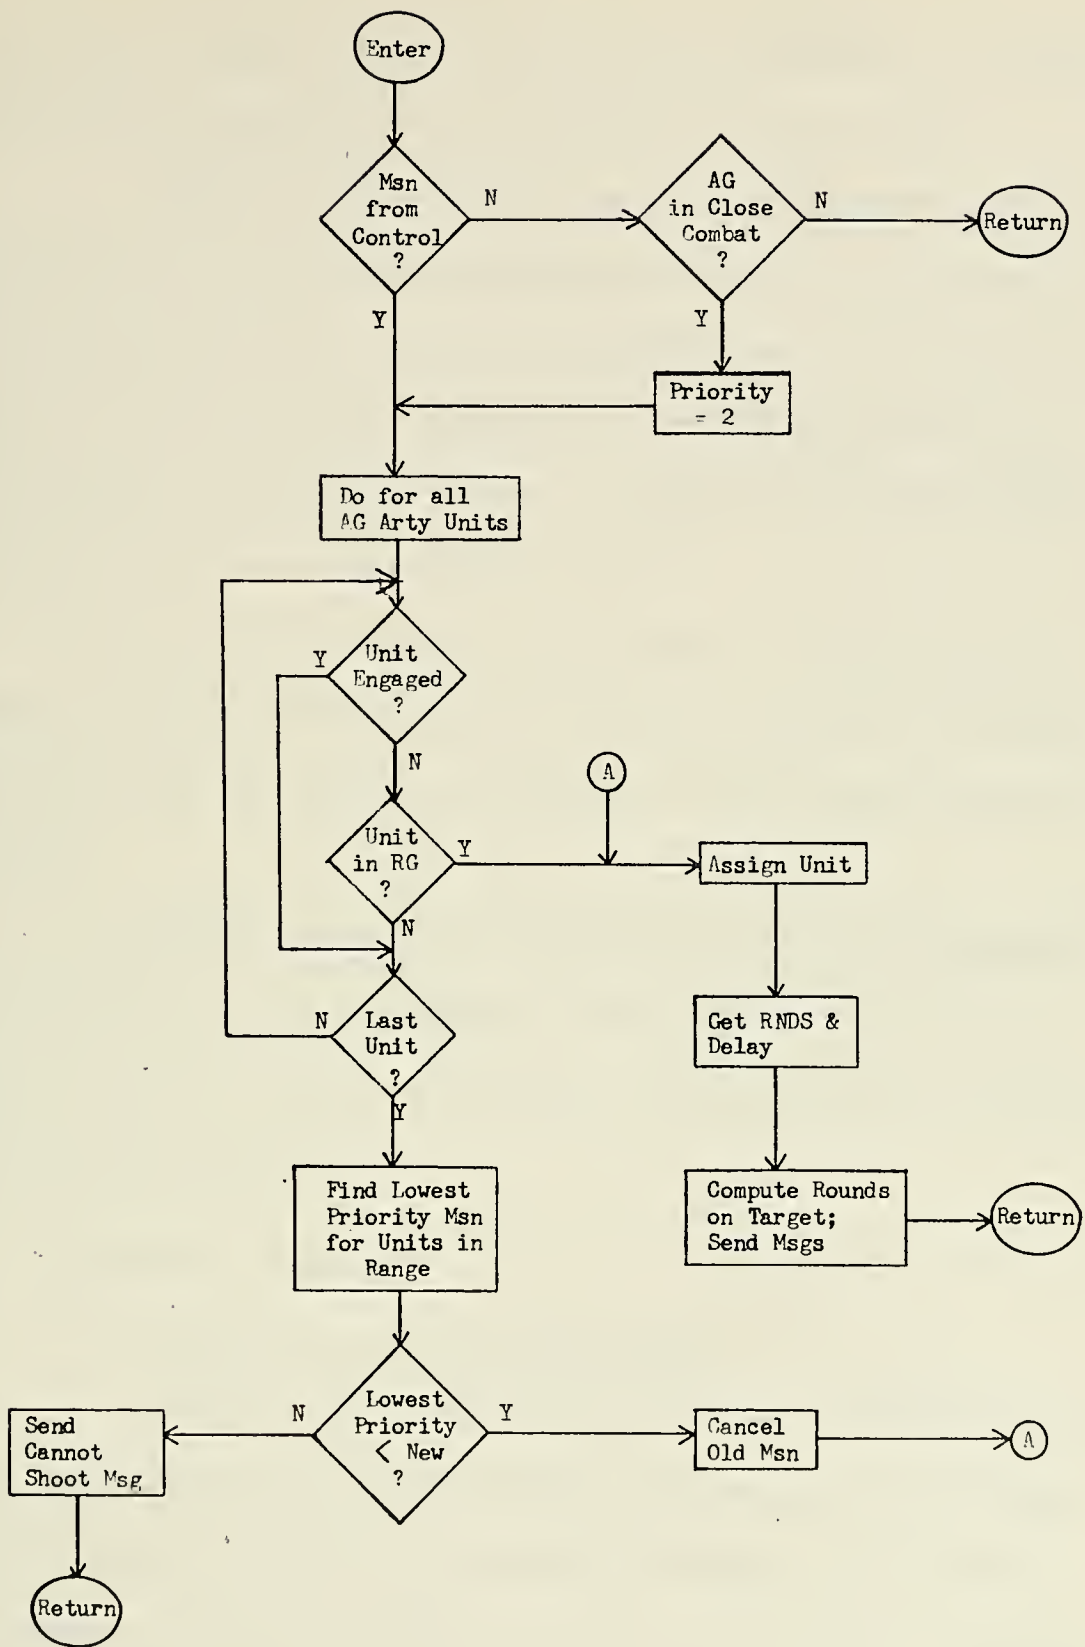 Enter
Msn
from
Control
?
N
AG
in Close
Combat
?
N
Return
Y
Y
Priority
= 2
Do for all
AG Arty Units
Y
Unit
Engaged
?
N
A
Unit
in RG
?
Y
Assign Unit
N
N
Last
Unit
?
Get RNDS &
Delay
Y
Find Lowest
Priority Msn
for Units in
Range
Compute Rounds
on Target;
Send Msgs
Return
Lowest
Priority
< New
?
N
Y
Send
Cannot
Shoot Msg
Cancel
Old Msn
A
Return